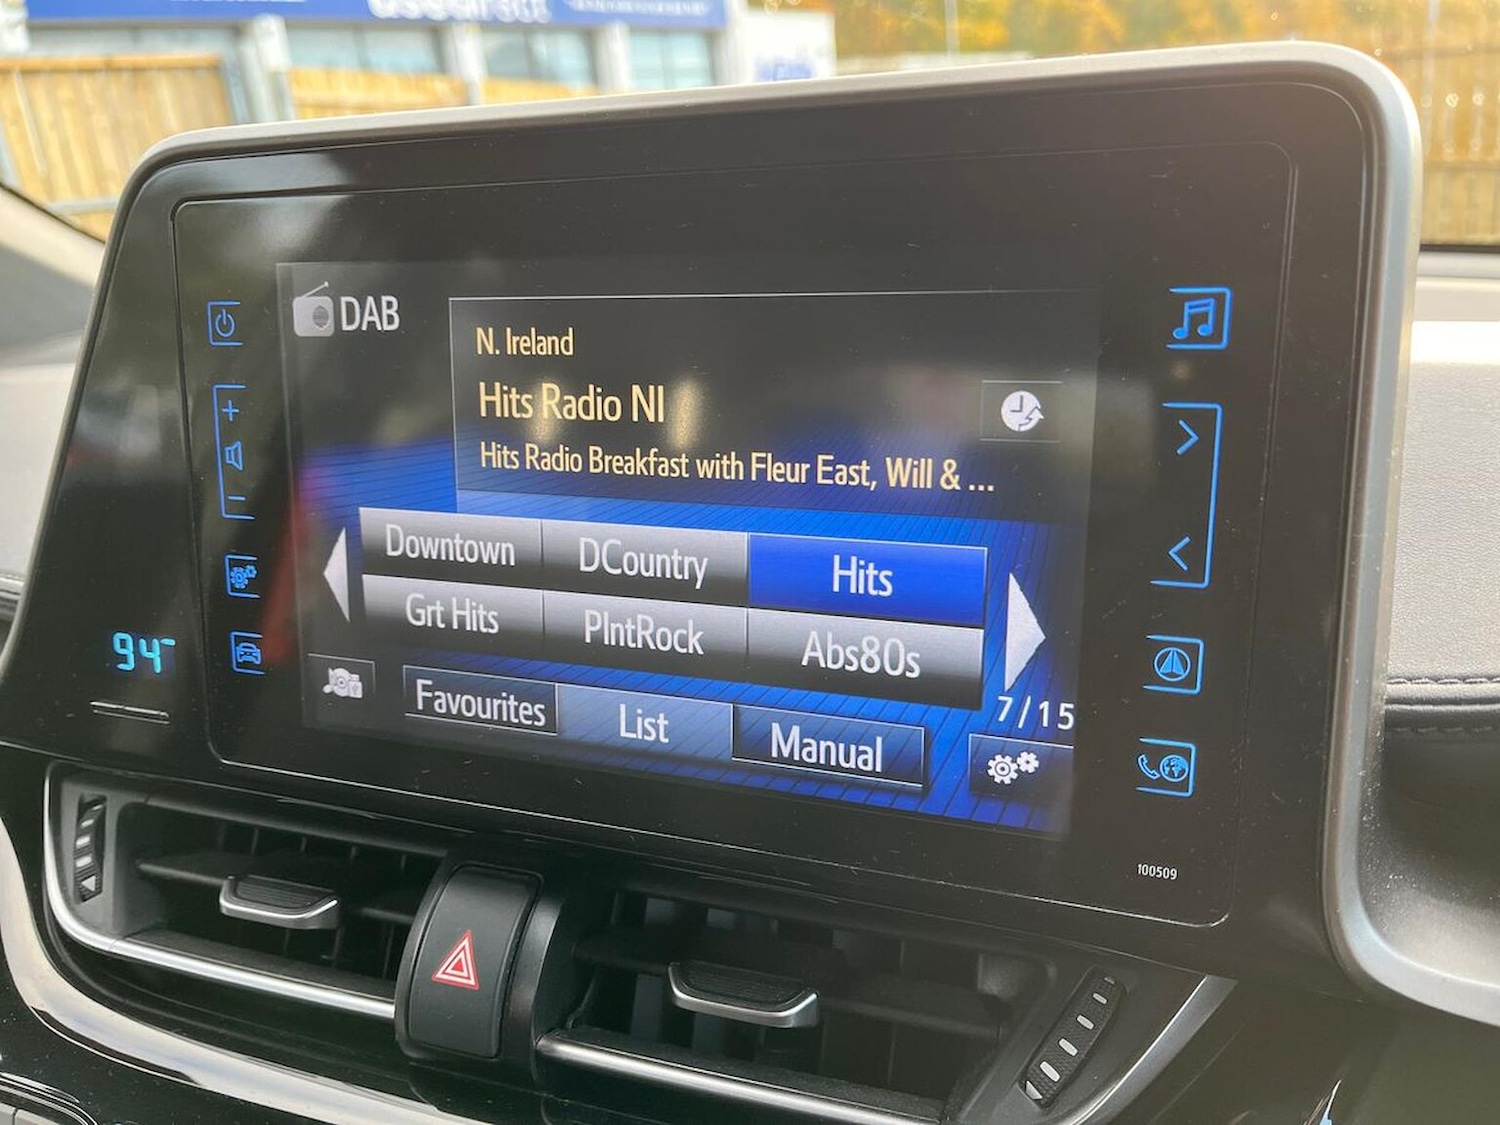 DAB
N. Ireland
Hits Radio NI
Hits Radio Breakfast with Fleur East, Will & ...
Downtown DCountry Hits
Grt Hits PlntRock Abs80s
7/15
Favourites List Manual
100509